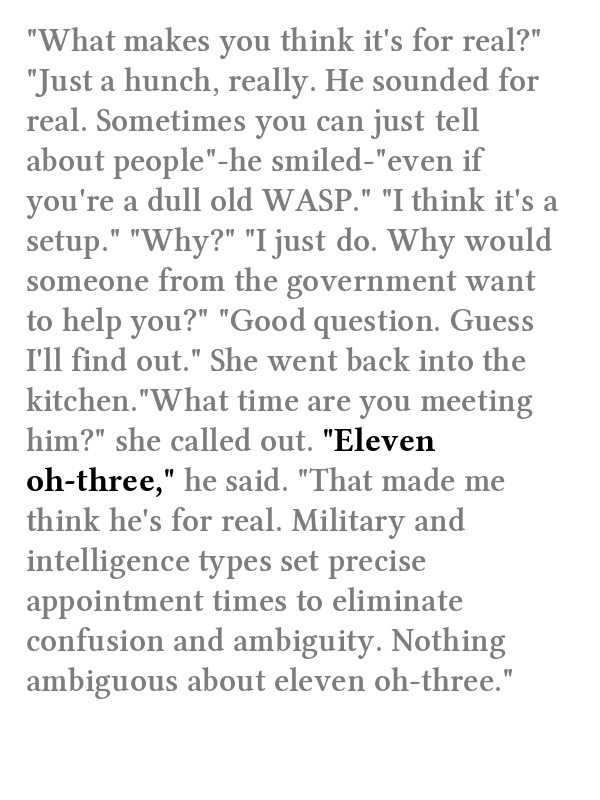 "What makes you think it's for real?"
"Just a hunch, really. He sounded for
real. Sometimes you can just tell
about people"-he smiled-"even if
you're a dull old WASP." "I think it's a
setup." "Why?" "I just do. Why would
someone from the government want
to help you?" "Good question. Guess
I'll find out." She went back into the
kitchen."What time are you meeting
him?" she called out. "Eleven
oh-three," he said. "That made me
think he's for real. Military and
intelligence types set precise
appointment times to eliminate
confusion and ambiguity. Nothing
ambiguous about eleven oh-three."